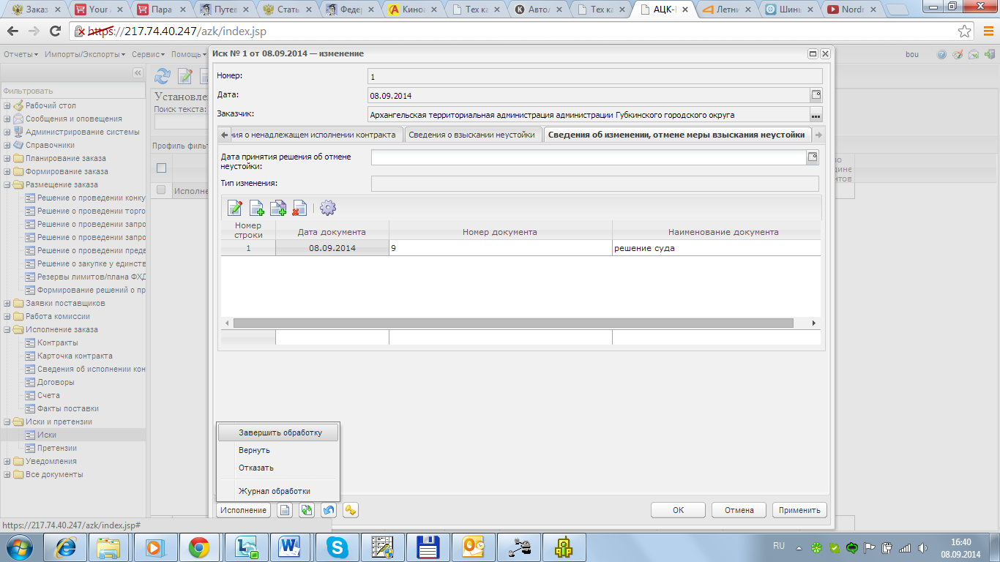 Заказ
Your A
Пара
Путев
Стать
Федер
Киноа
Тех ка
Автол
Тех ка
АЦК-
Летни
Шинь
Nordr
https://217.74.40.247/azk/index.jsp
Отчеты Импорты/Экспорты Сервис Помощь
bou
Фильтровать
Рабочий стол
Сообщения и оповещения
Администрирование системы
Справочники
Планирование заказа
Формирование заказа
Размещение заказа
Решение о проведении конку
Решение о проведении торго
Решение о проведении запро
Решение о проведении запро
Решение о проведении предв
Решение о закупке у единств
Резервы лимитов/плана ФХД
Формирование решений о пр
Заявки поставщиков
Работа комиссии
Исполнение заказа
Контракты
Карточка контракта
Сведения об исполнении кон
Договоры
Счета
Факты поставки
Иски и претензии
Иски
Претензии
Уведомления
Все документы
Установле
Поиск текста:
Профиль филь
Исполне
Иск № 1 от 08.09.2014 — изменение
Номер: 1
Дата: 08.09.2014
Заказчик: Архангельская территориальная администрация администрации Губкинского городского округа
ия о ненадлежащем исполнении контракта
Сведения о взыскании неустойки
Сведения об изменении, отмене меры взыскания неустойки
Дата принятия решения об отмене
неустойки:
Тип изменения:
Номер строки Дата документа Номер документа Наименование документа
1 08.09.2014 9 решение суда
во
дине
нтов
Завершить обработку
Вернуть
Отказать
Журнал обработки
Исполнение
ОК Отмена Применить
https://217.74.40.247/azk/index.jsp#
RU
16:40
08.09.2014